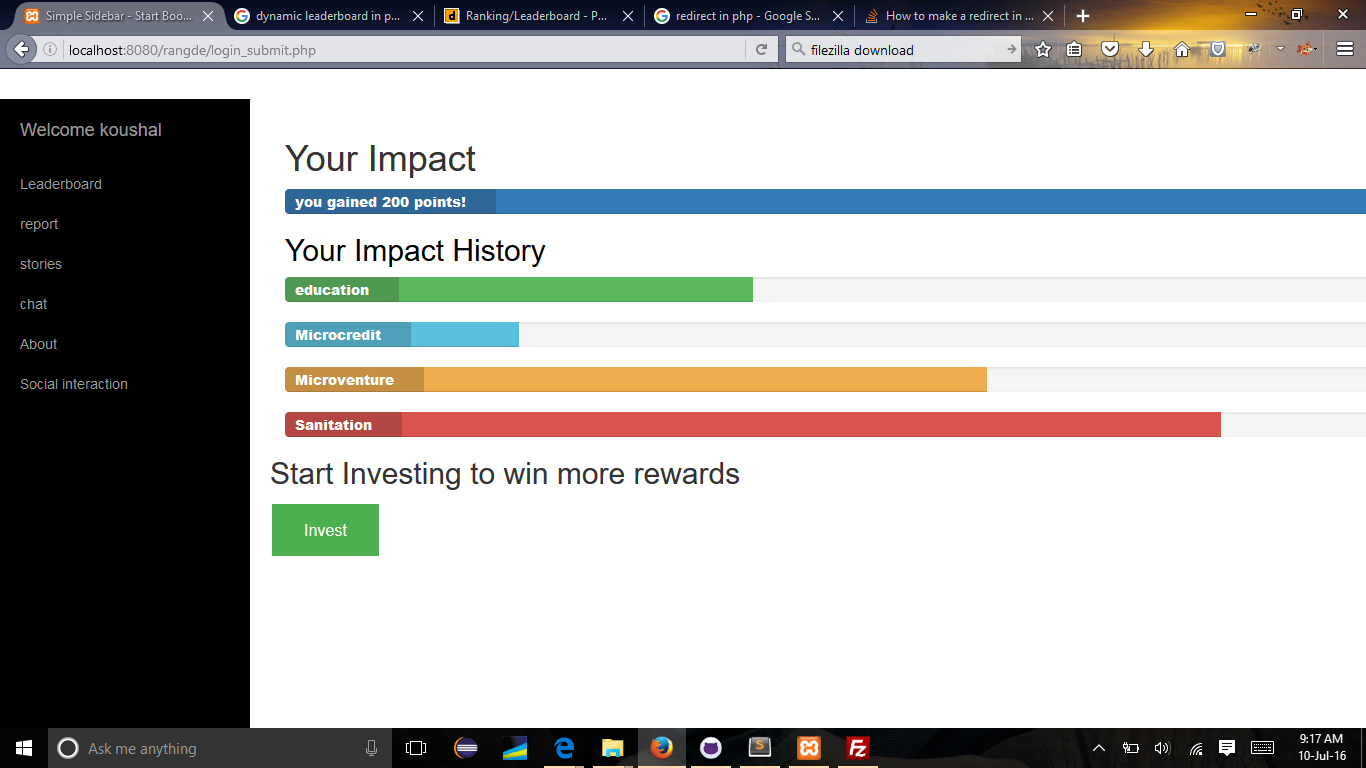 Simple Sidebar - Start Boo... dynamic leaderboard in p... Ranking/Leaderboard - P... redirect in php - Google S... How to make a redirect in ...
localhost:8080/rangde/login_submit.php filezilla download
Welcome koushal
Leaderboard
report
stories
chat
About
Social interaction
Your Impact
you gained 200 points!
Your Impact History
education
Microcredit
Microventure
Sanitation
Start Investing to win more rewards
Invest
Ask me anything
9:17 AM
10-Jul-16